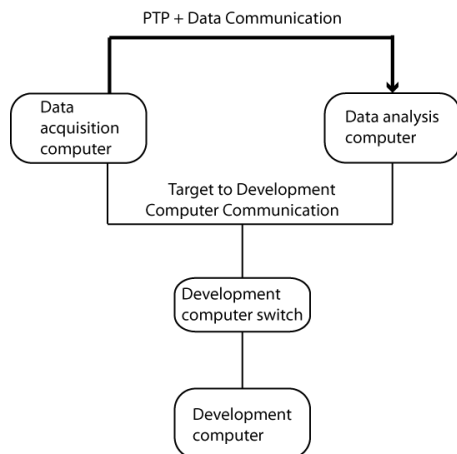 PTP + Data Communication
Data
acquisition
computer
Data analysis
computer
Target to Development
Computer Communication
Development
computer switch
Development
computer